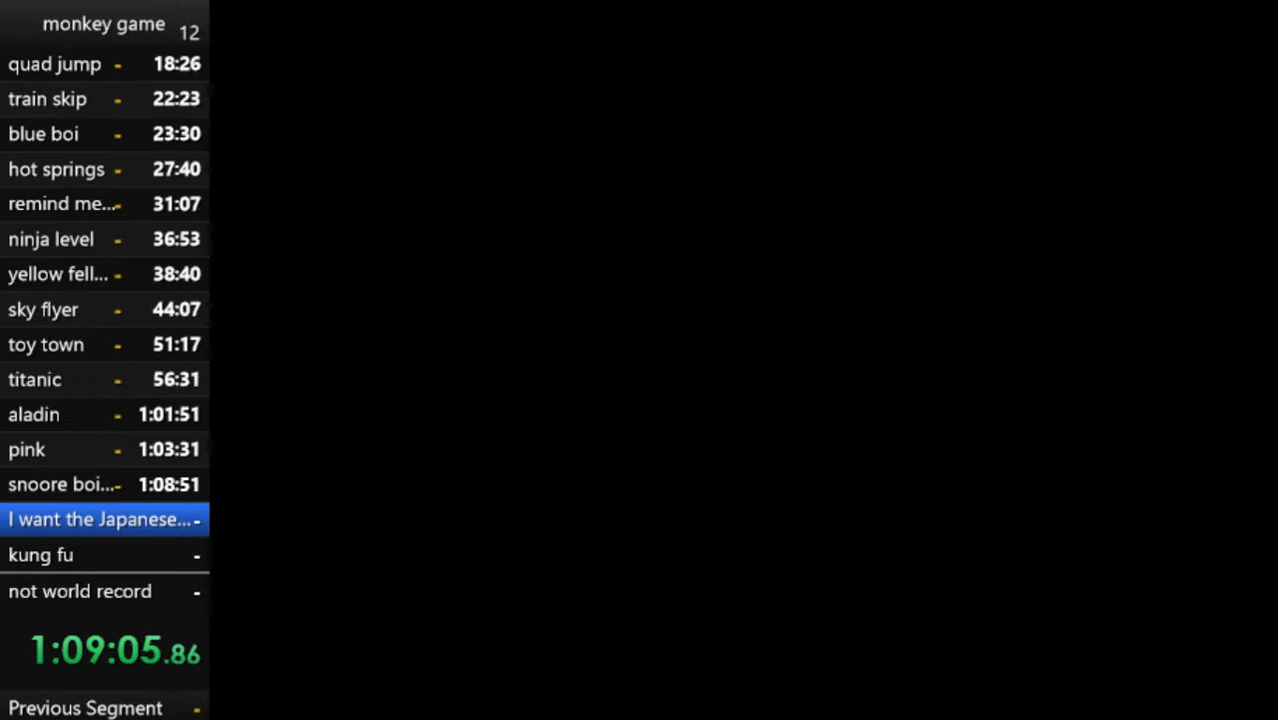 monkey game 12
quad jump - 18:26
train skip - 22:23
blue boi - 23:30
hot springs - 27:40
remind me...- 31:07
ninja level - 36:53
yellow fell... - 38:40
sky flyer - 44:07
toy town - 51:17
titanic - 56:31
aladin - 1:01:51
pink - 1:03:31
snoore boi...- 1:08:51
I want the Japanese... -
kung fu -
not world record -
1:09:05.86
Previous Segment -